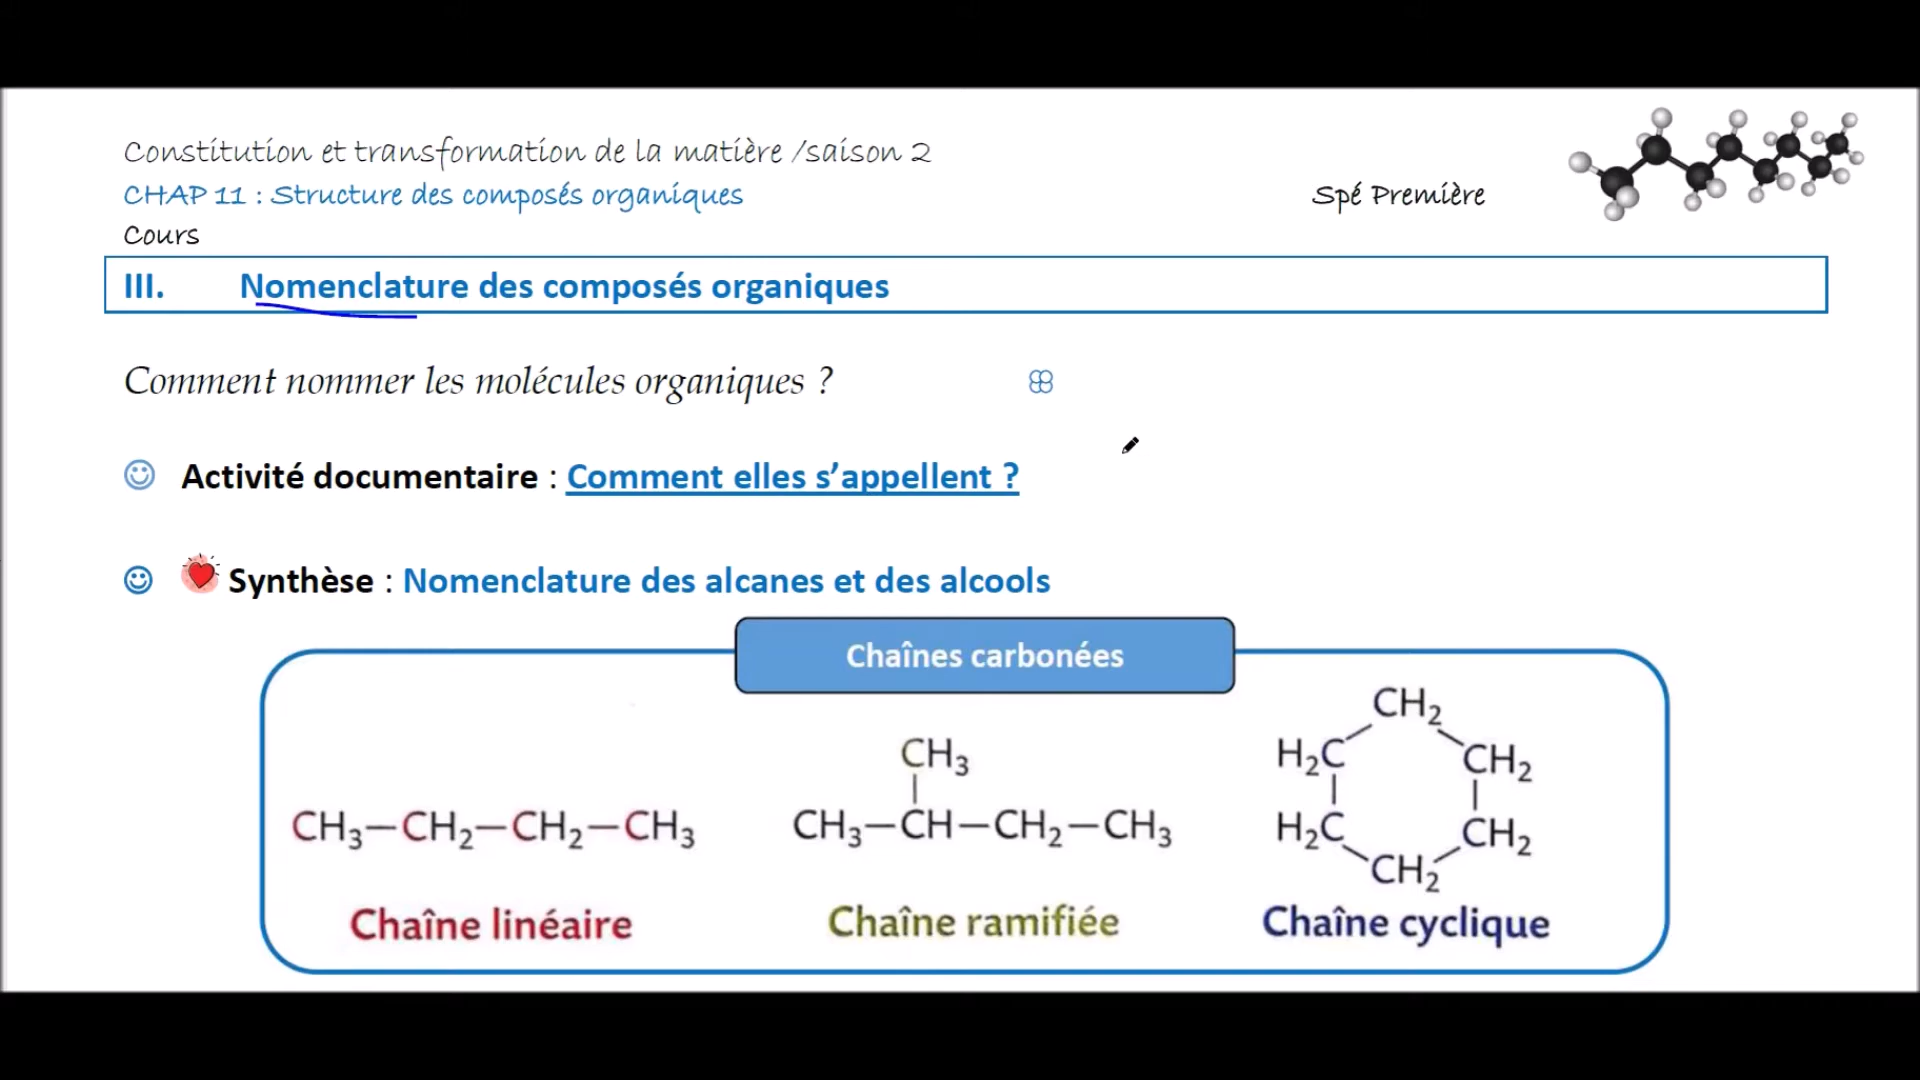 Constitution et transformation de la matière /saison 2
CHAP 11 : Structure des composés organiques
Spé Première
Cours
III. Nomenclature des composés organiques
Comment nommer les molécules organiques ?
Activité documentaire : Comment elles s’appellent ?
Synthèse : Nomenclature des alcanes et des alcools
Chaînes carbonées
CH₃—CH₂—CH₂—CH₃
Chaîne linéaire
CH₃
CH₃—CH—CH₂—CH₃
Chaîne ramifiée
CH₂
H₂C CH₂
H₂C CH₂
CH₂
Chaîne cyclique